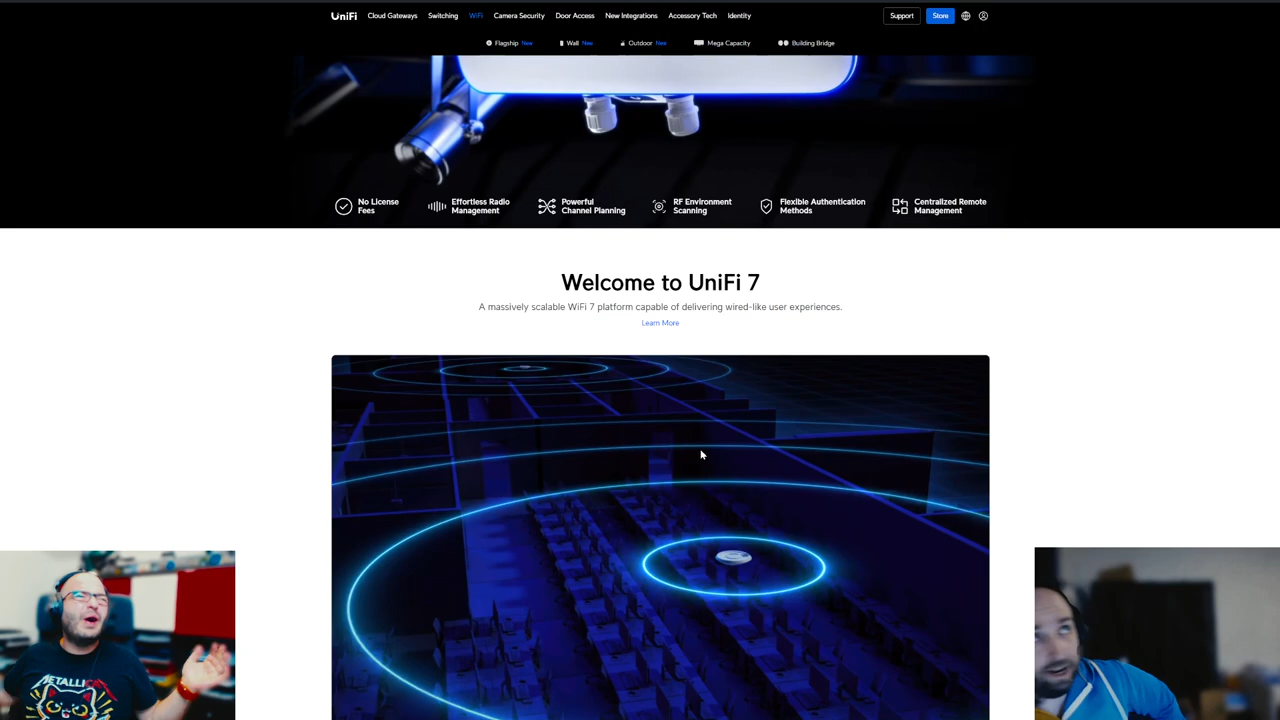 UniFi Cloud Gateways Switching WiFi Camera Security Door Access New Integrations Accessory Tech Identity Support Store
Flagship New Wall New Outdoor New Mega Capacity Building Bridge
No License
Fees
Effortless Radio
Management
Powerful
Channel Planning
RF Environment
Scanning
Flexible Authentication
Methods
Centralized Remote
Management
Welcome to UniFi 7
A massively scalable WiFi 7 platform capable of delivering wired-like user experiences.
Learn More
METALLIC